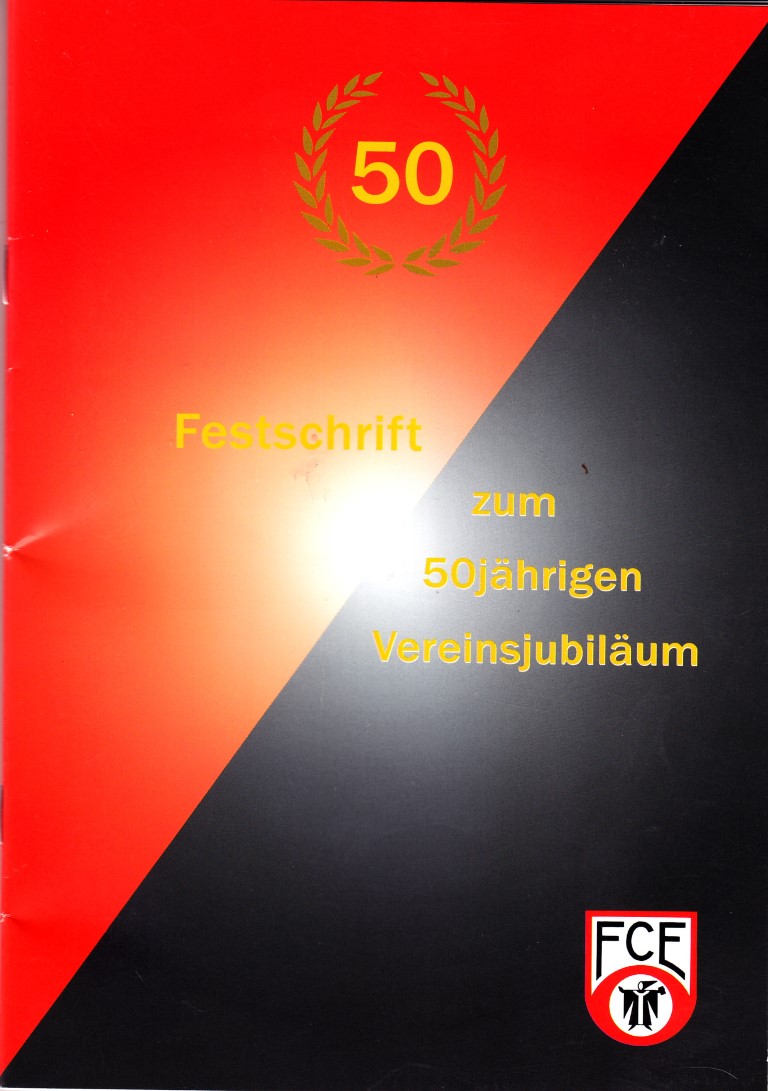 50
Festschrift
zum
50jährigen
Vereinsjubiläum
FCE